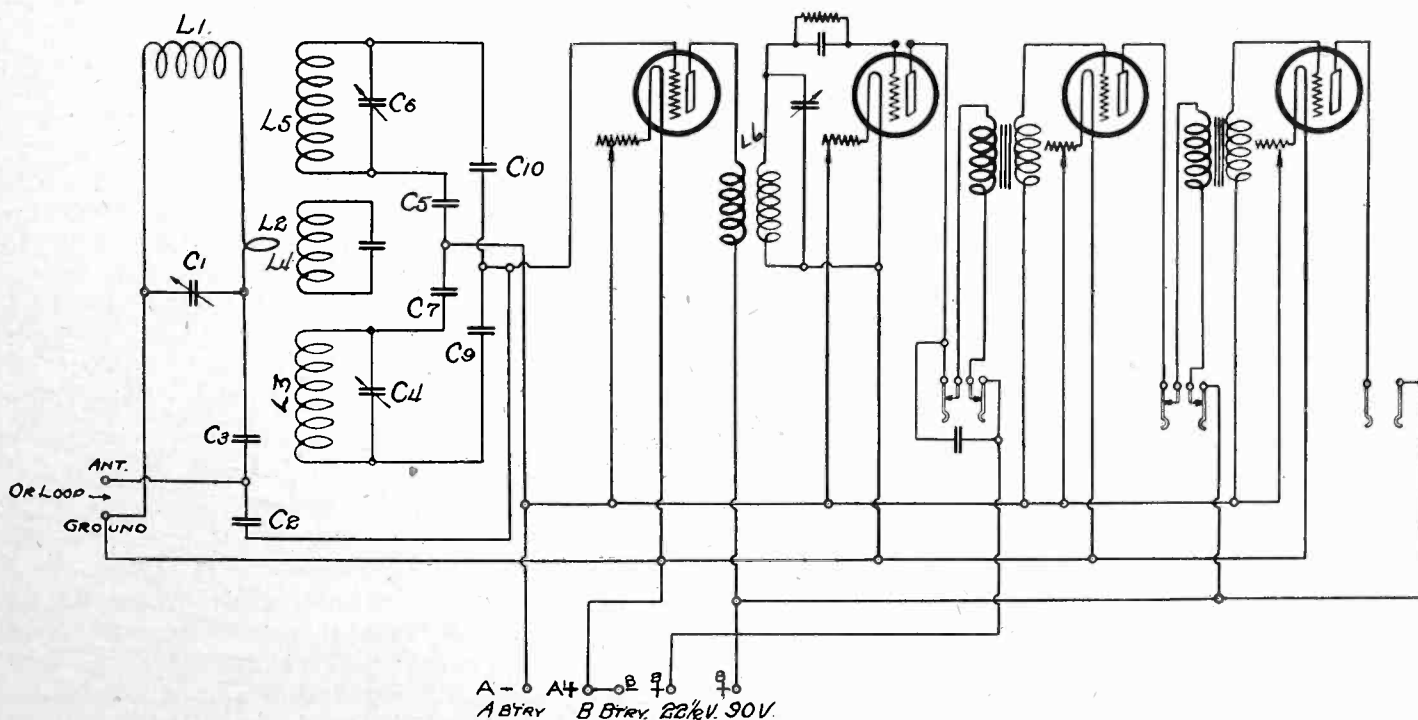 L1.
L5
C6
C10
L6
C5
L2
L4
C1
C7
C9
L3
C4
C3
ANT.
OR LOOP →
GROUND
C2
A - A+ B - B + B +
A BTRY B BTRY. 22½V. 90V.